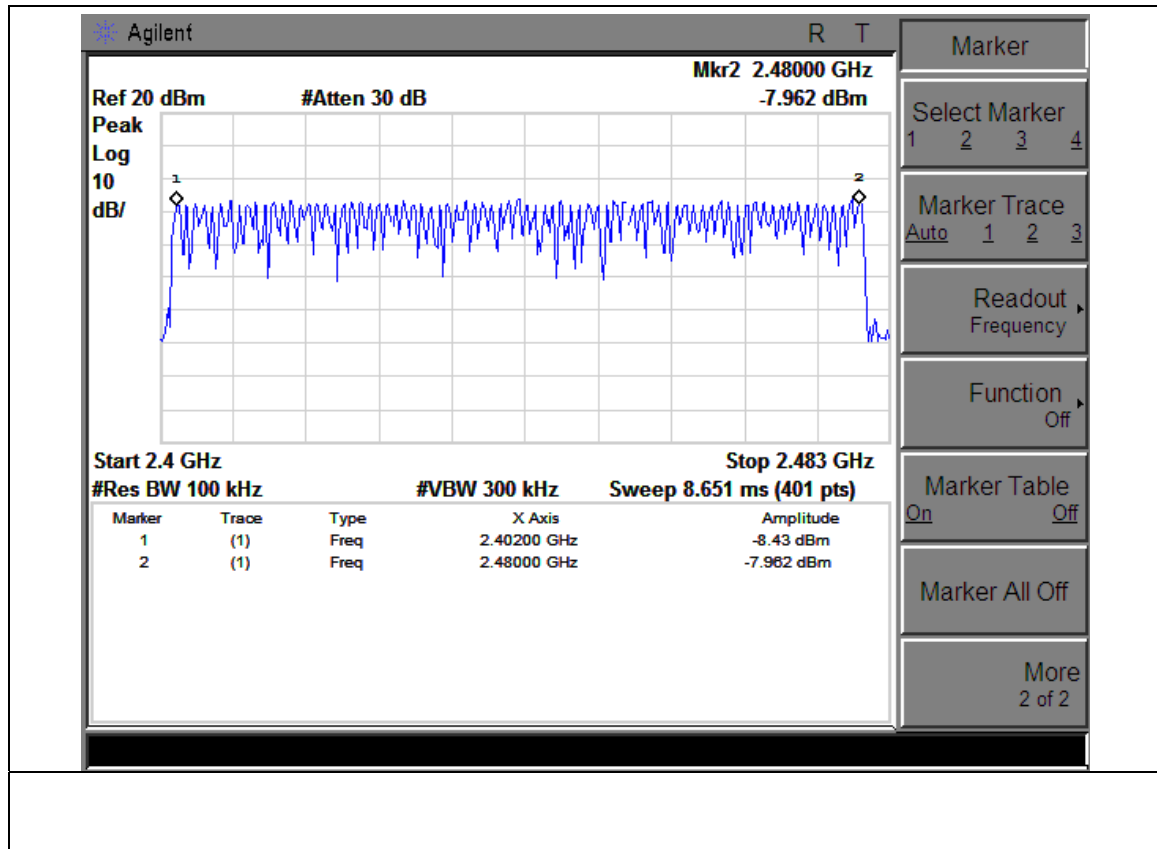 Agilent R T
Mkr2 2.48000 GHz
Ref 20 dBm #Atten 30 dB -7.962 dBm
Peak
Log
10
dB/
1
2
Start 2.4 GHz Stop 2.483 GHz
#Res BW 100 kHz #VBW 300 kHz Sweep 8.651 ms (401 pts)
Marker Trace Type X Axis Amplitude
1 (1) Freq 2.40200 GHz -8.43 dBm
2 (1) Freq 2.48000 GHz -7.962 dBm
Marker
Select Marker
1 2 3 4
Marker Trace
Auto 1 2 3
Readout
Frequency
Function
Off
Marker Table
On Off
Marker All Off
More
2 of 2